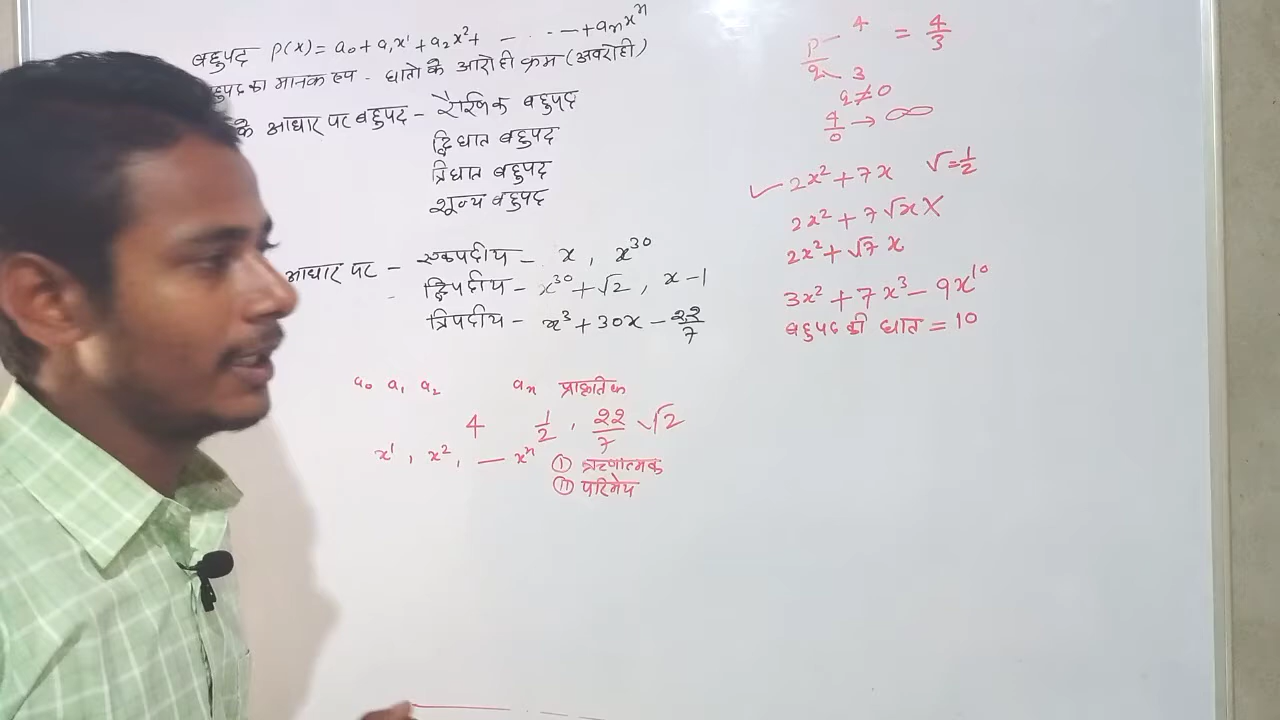 बहुपद P(x) = a₀ + a₁x¹ + a₂x² + - . . - - + aₙxⁿ
का मानक रूप - घातो के आरोही क्रम (अवरोही)
के आधार पर बहुपद - रैखिक बहुपद
द्विघात बहुपद
त्रिघात बहुपद
शून्य बहुपद
आधार पर - एकपदीय - x , x³⁰
द्विपदीय - x³⁰ + √2 , x - 1
त्रिपदीय - x³ + 30x - 22/7
a₀ a₁ a₂ aₙ प्राकृतिक
4 1/2 , 22/7 √2
x¹ , x² , — xⁿ
① ऋणात्मक
② परिमेय
p/q 4 3 = 4/3
q ≠ 0
4/0 → ∞
✓ 2x² + 7x √ = 1/2
2x² + 7√x X
2x² + √7 x
3x² + 7x³ - 9x¹⁰
बहुपद की घात = 10